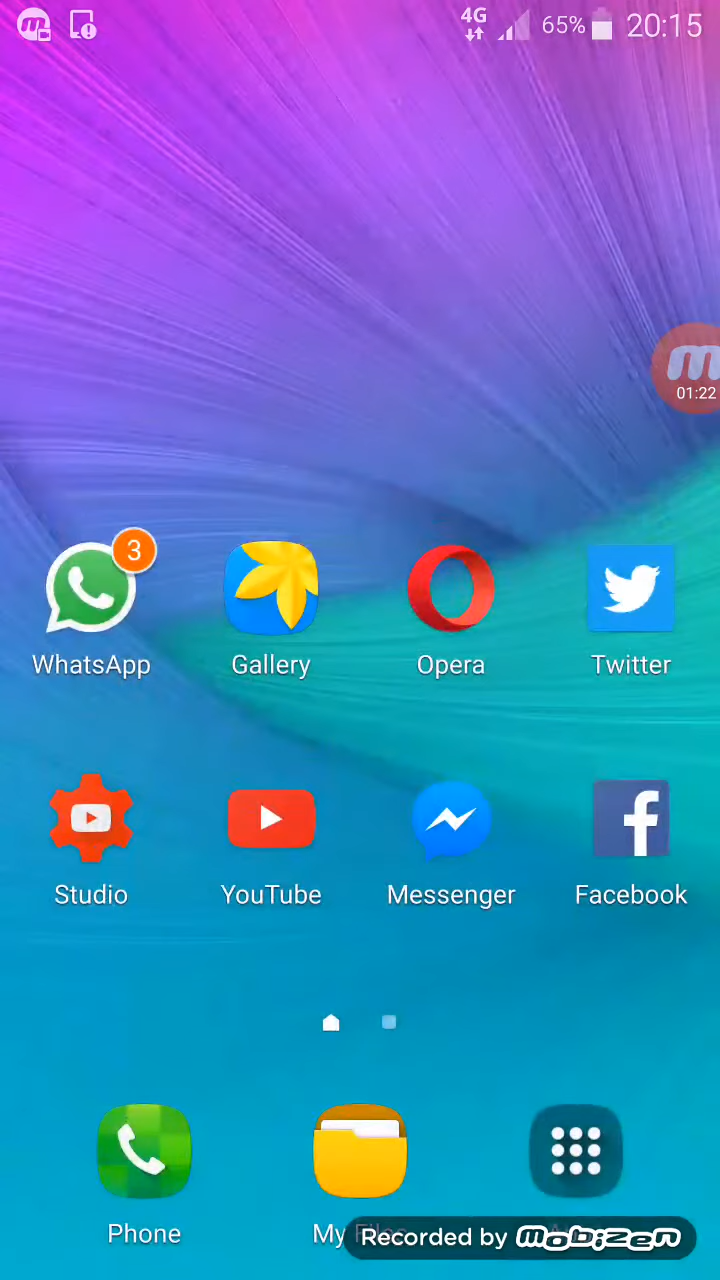 4G 65% 20:15
m
01:22
3
WhatsApp Gallery Opera Twitter
Studio YouTube Messenger Facebook
Phone My Files
Recorded by mobizen